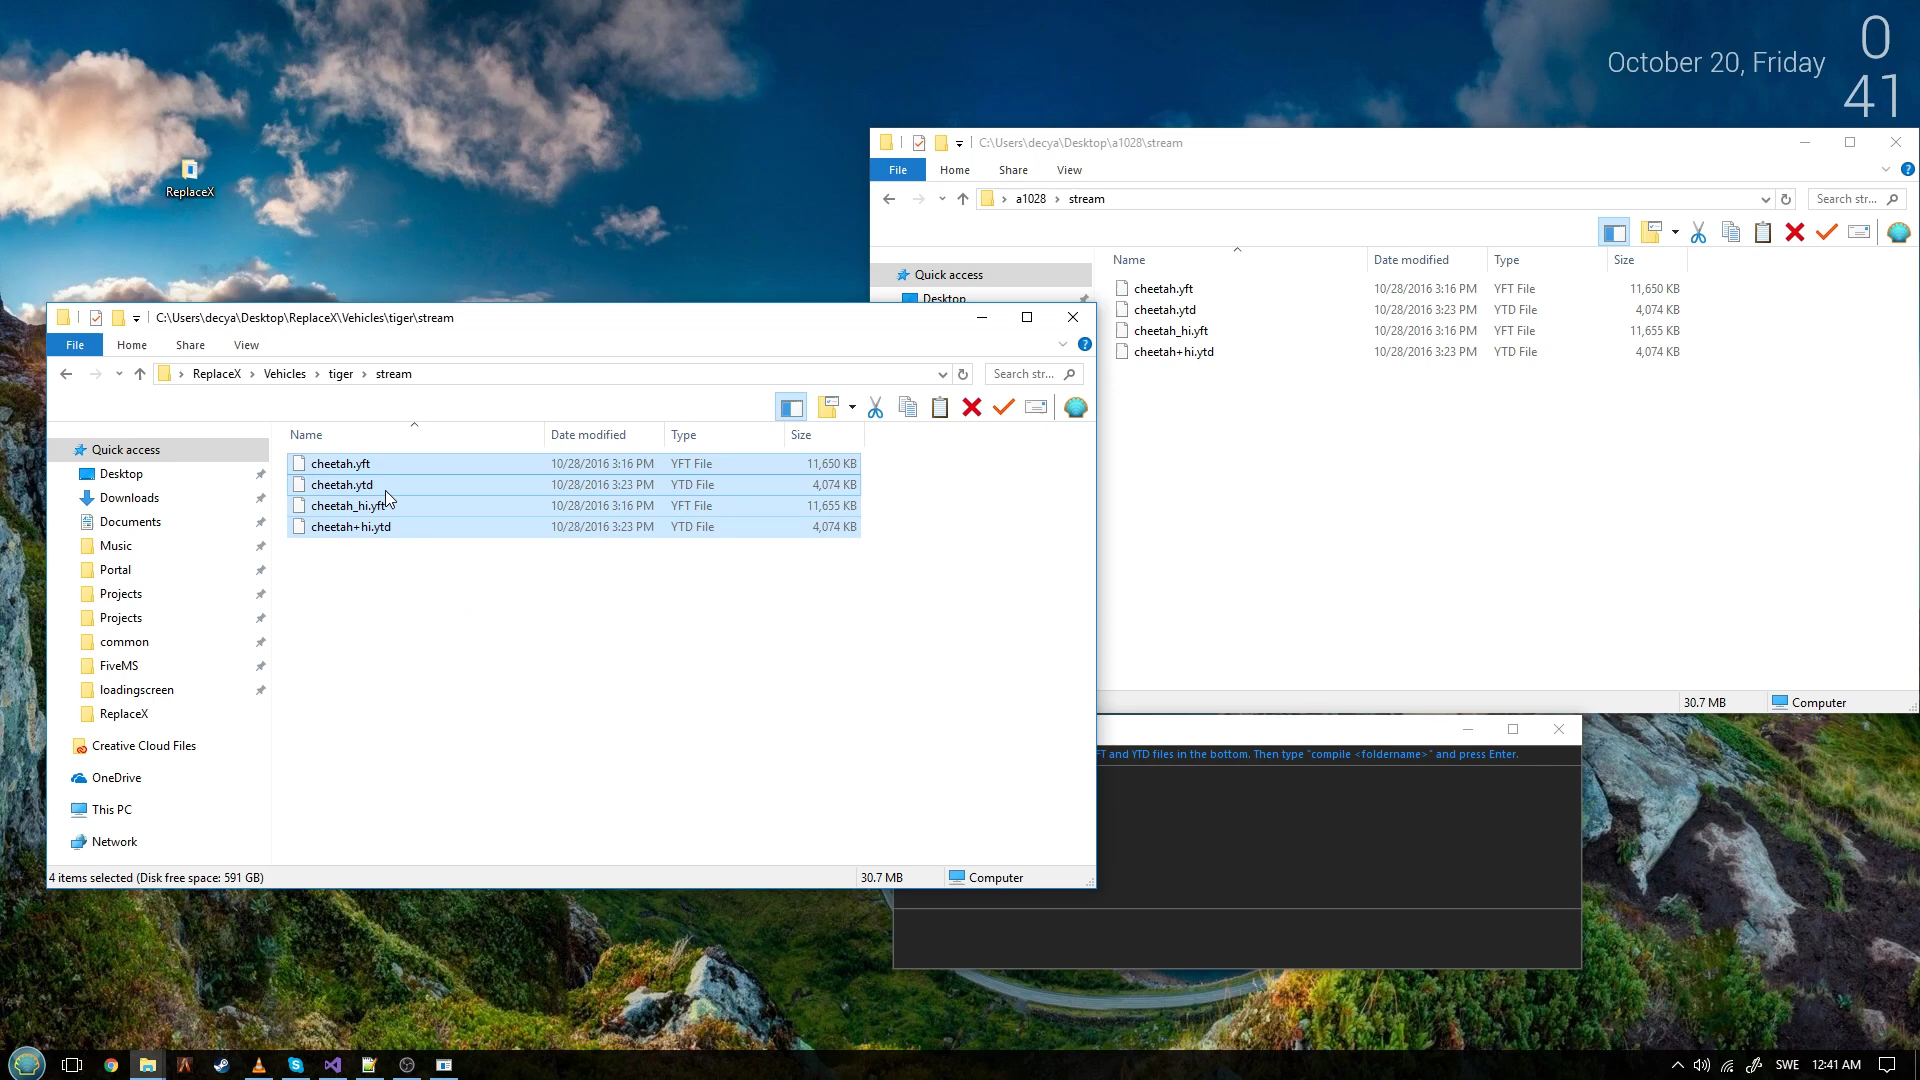 0
October 20, Friday
41
ReplaceX
C:\Users\decya\Desktop\a1028\stream
File Home Share View
a1028 stream
Search str...
Name Date modified Type Size
Quick access
Desktop
cheetah.yft 10/28/2016 3:16 PM YFT File 11,650 KB
cheetah.ytd 10/28/2016 3:23 PM YTD File 4,074 KB
cheetah_hi.yft 10/28/2016 3:16 PM YFT File 11,655 KB
cheetah+hi.ytd 10/28/2016 3:23 PM YTD File 4,074 KB
30.7 MB Computer
C:\Users\decya\Desktop\ReplaceX\Vehicles\tiger\stream
File Home Share View
ReplaceX Vehicles tiger stream
Search str...
Name Date modified Type Size
cheetah.yft 10/28/2016 3:16 PM YFT File 11,650 KB
cheetah.ytd 10/28/2016 3:23 PM YTD File 4,074 KB
cheetah_hi.yft 10/28/2016 3:16 PM YFT File 11,655 KB
cheetah+hi.ytd 10/28/2016 3:23 PM YTD File 4,074 KB
Quick access
Desktop
Downloads
Documents
Music
Portal
Projects
Projects
common
FiveMS
loadingscreen
ReplaceX
Creative Cloud Files
OneDrive
This PC
Network
4 items selected (Disk free space: 591 GB) 30.7 MB Computer
and YTD files in the bottom. Then type "compile <foldername>" and press Enter.
SWE 12:41 AM